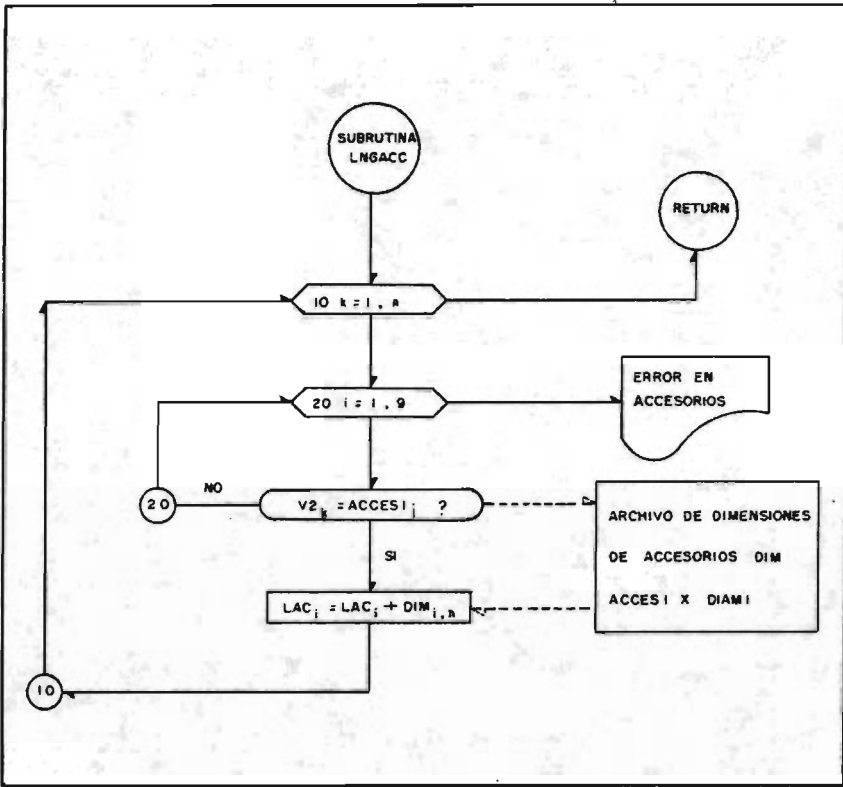 SUBRUTINA
LNGACC
RETURN
10 k = 1, n
20 i = 1, 9
ERROR EN
ACCESORIOS
NO
20
V2k = ACCESIi ?
SI
ARCHIVO DE DIMENSIONES
DE ACCESORIOS DIM
ACCESI X DIAMI
LACi = LACi + DIMi,n
10